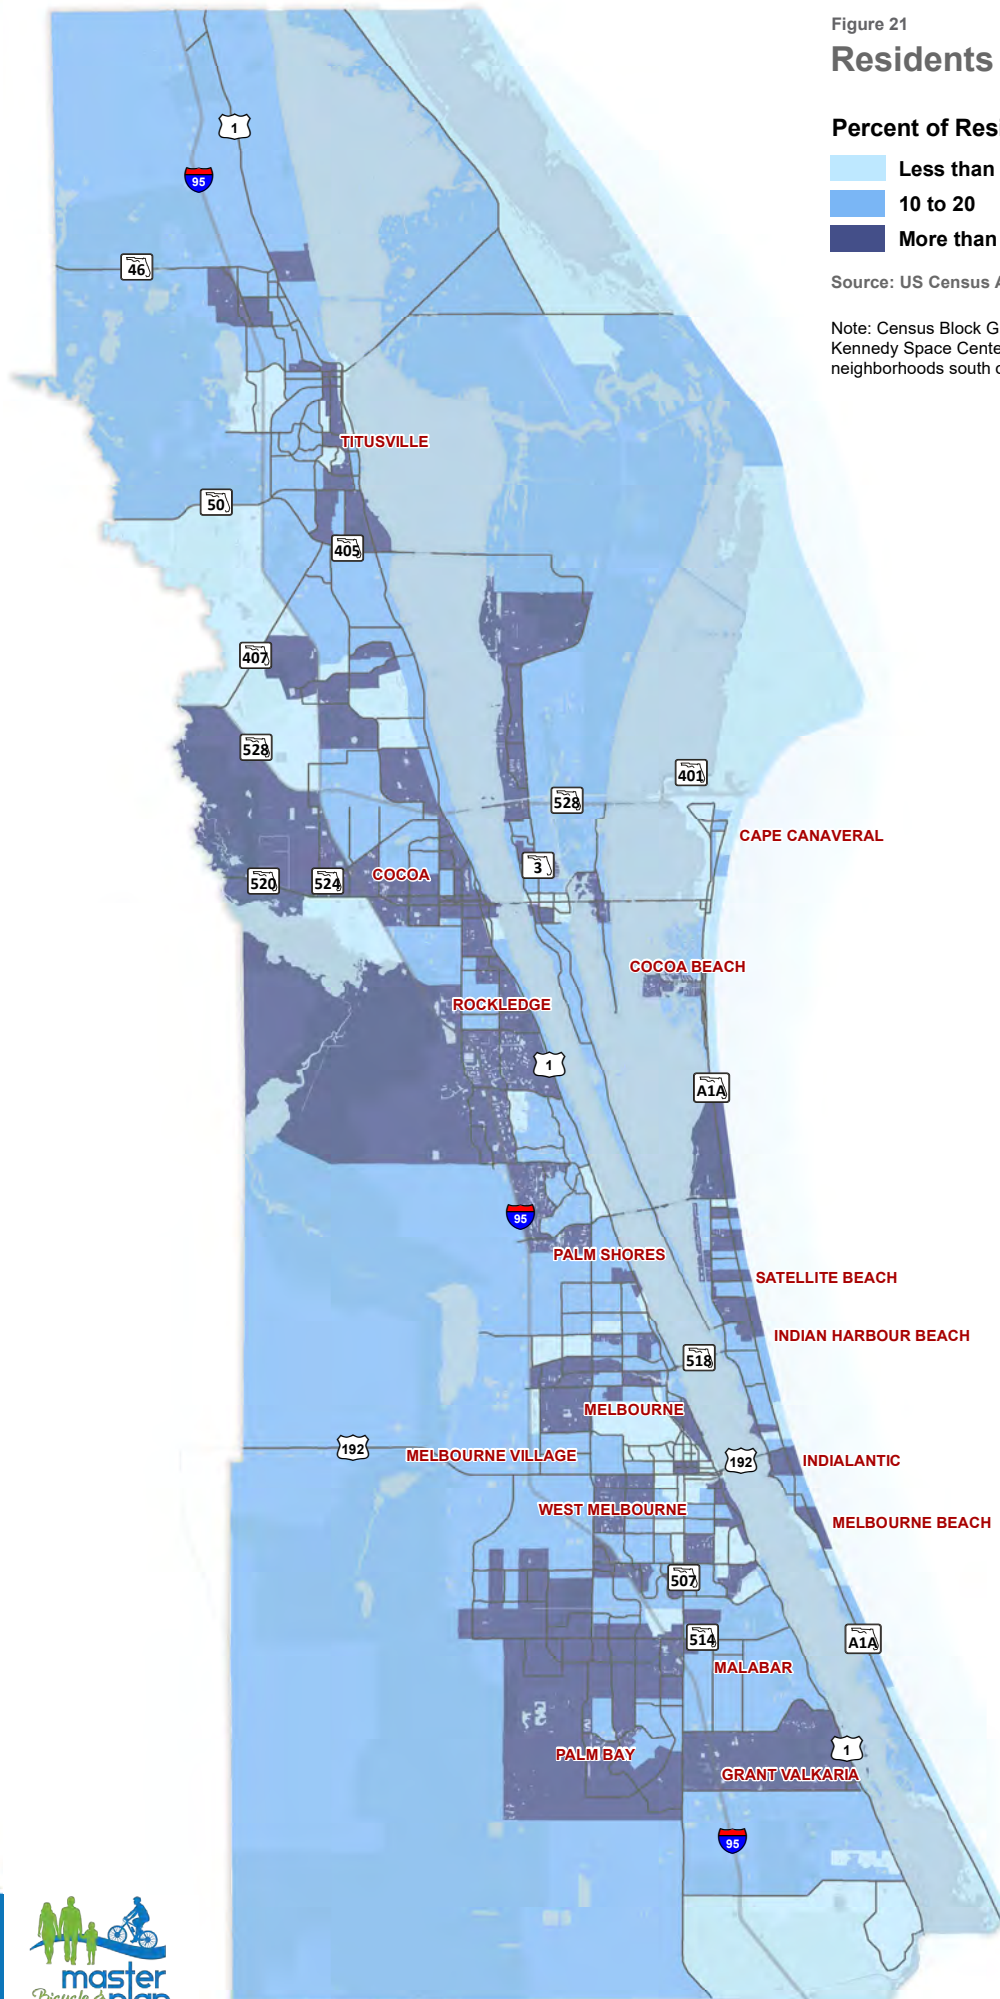 Figure 21
Residents
Percent of Resi
Less than
10 to 20
More than
Source: US Census A
Note: Census Block G
Kennedy Space Cente
neighborhoods south o
1
95
46
TITUSVILLE
50
405
407
528
401
528
CAPE CANAVERAL
3
COCOA
520
524
COCOA BEACH
ROCKLEDGE
1
A1A
95
PALM SHORES
SATELLITE BEACH
INDIAN HARBOUR BEACH
518
MELBOURNE
192
MELBOURNE VILLAGE
192
INDIALANTIC
WEST MELBOURNE
MELBOURNE BEACH
507
514
A1A
MALABAR
PALM BAY
1
GRANT VALKARIA
95
master
Bicycle & plan